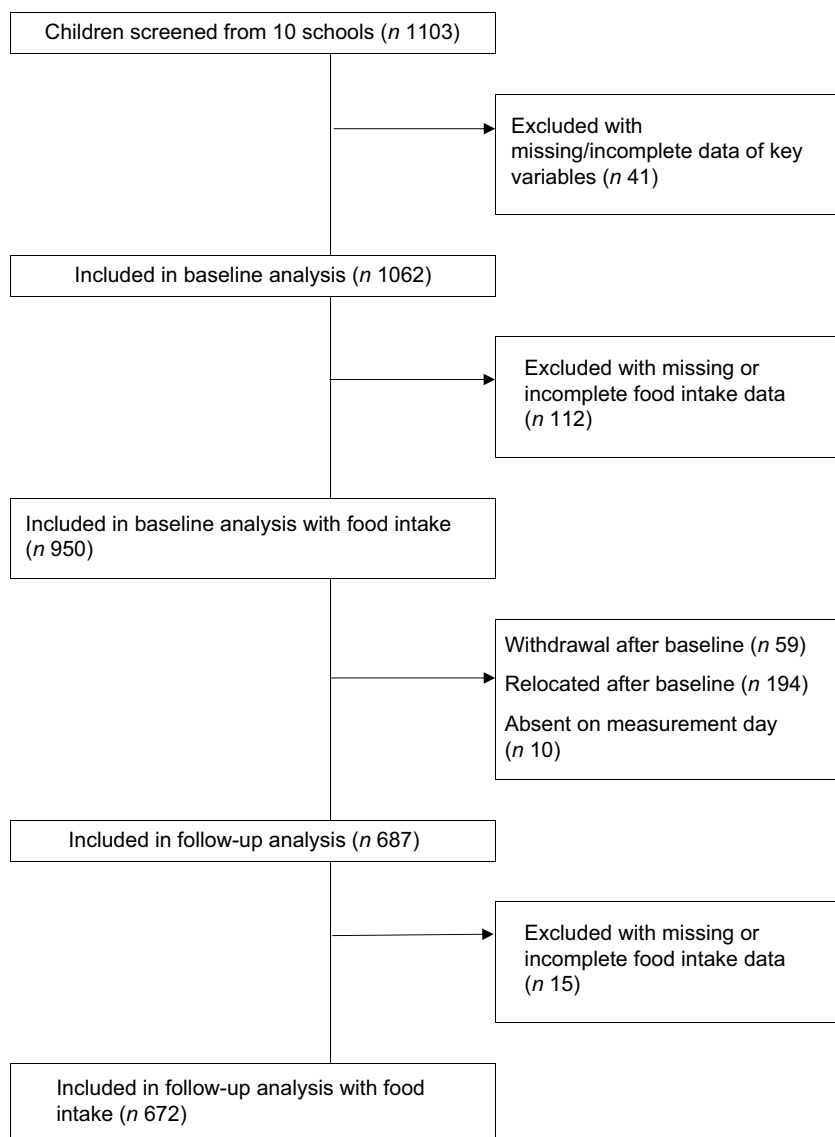 Children screened from 10 schools (n 1103)
Excluded with
missing/incomplete data of key
variables (n 41)
Included in baseline analysis (n 1062)
Excluded with missing or
incomplete food intake data
(n 112)
Included in baseline analysis with food intake
(n 950)
Withdrawal after baseline (n 59)
Relocated after baseline (n 194)
Absent on measurement day
(n 10)
Included in follow-up analysis (n 687)
Excluded with missing or
incomplete food intake data
(n 15)
Included in follow-up analysis with food
intake (n 672)